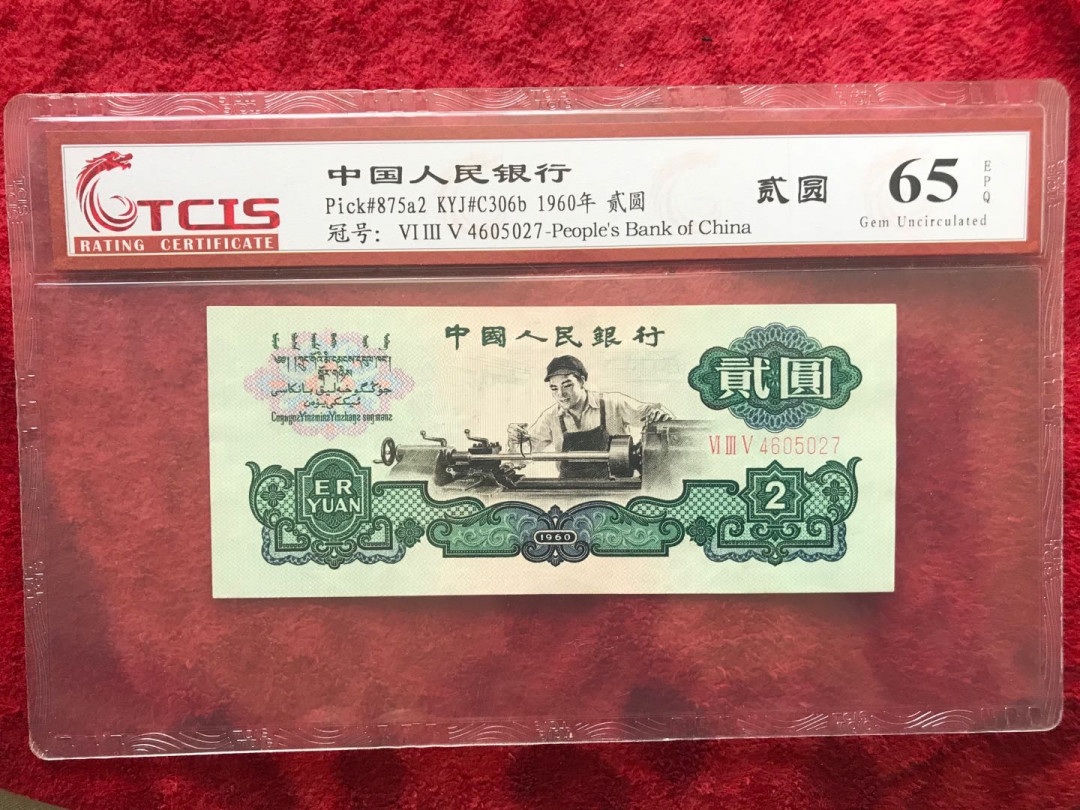 TCIS
RATING CERTIFICATE
中国人民银行
Pick#875a2 KYJ#C306b 1960年 贰圆
冠号: VI III V 4605027-People's Bank of China
贰圆
65
EPQ
Gem Uncirculated
中國人民銀行
貳圓
VI III V 4605027
ER
YUAN
1960
2